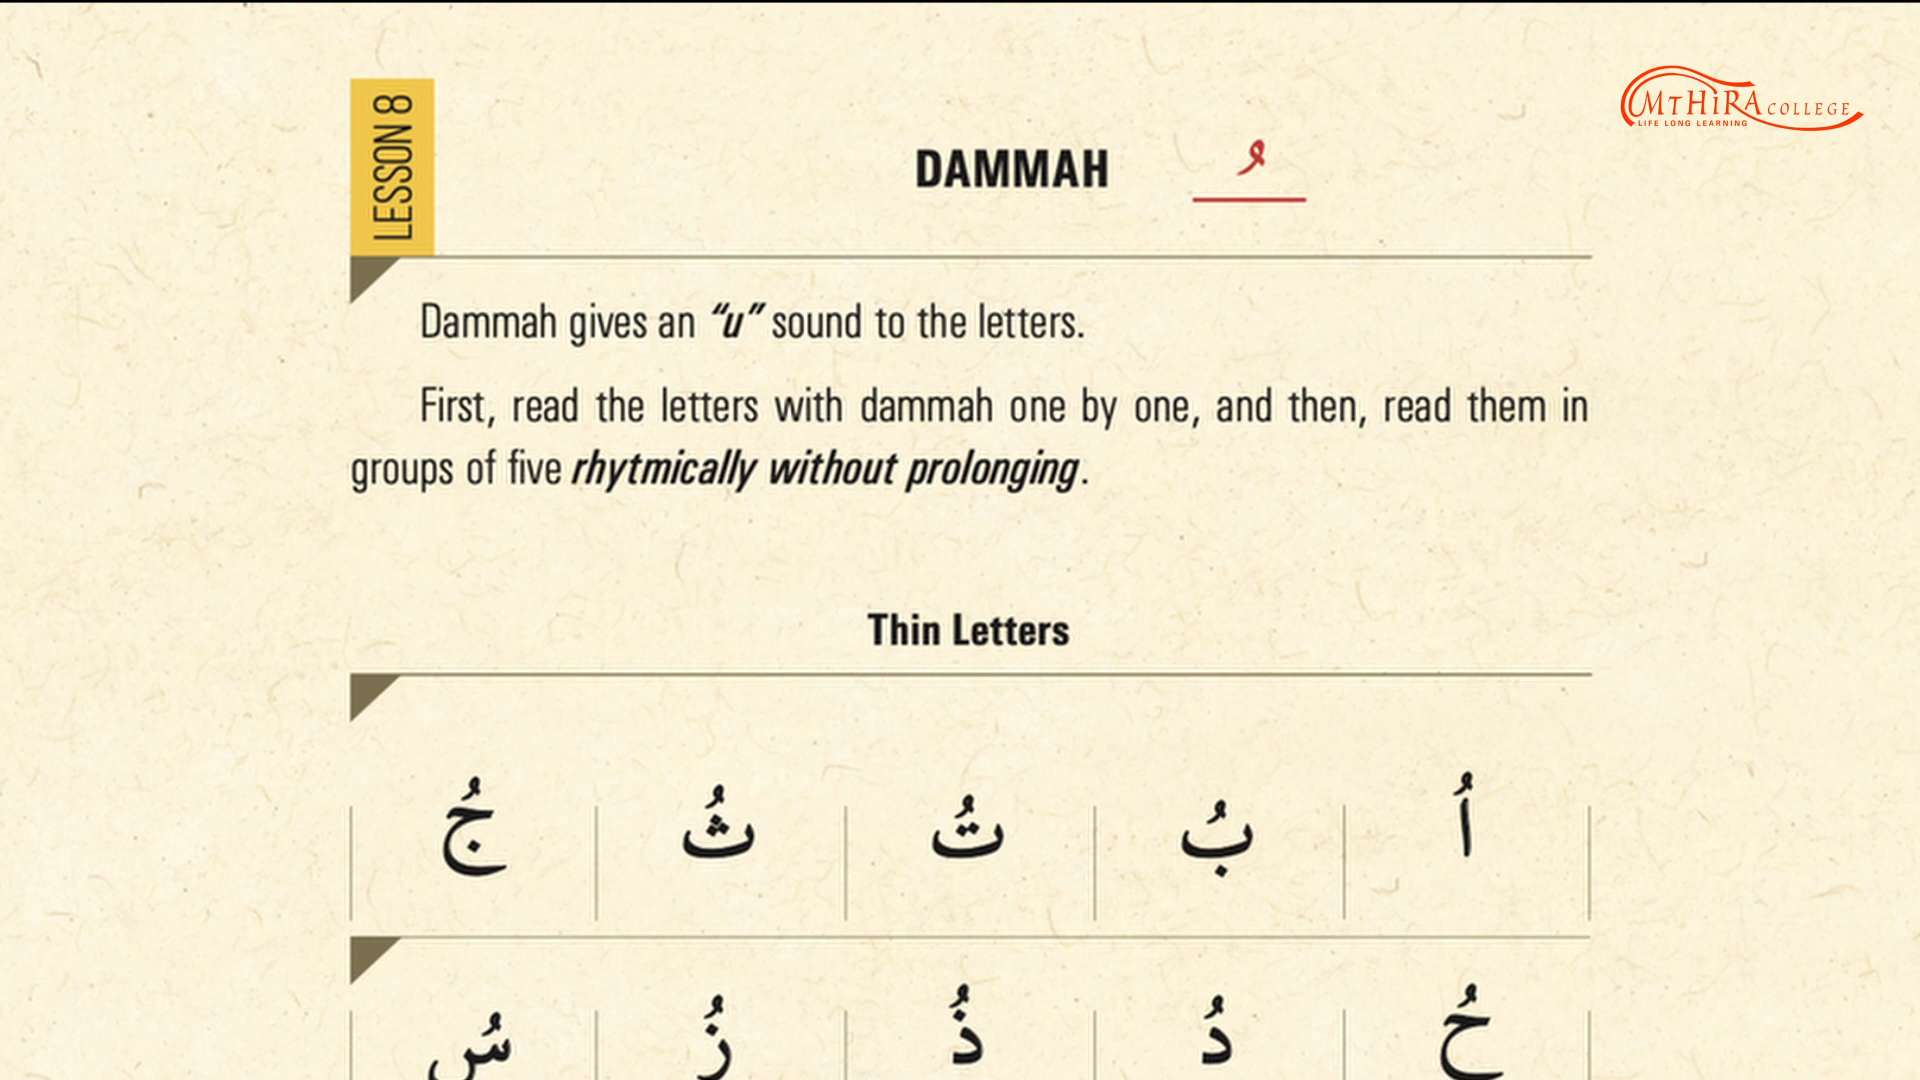 LESSON 8
DAMMAH ـُ
MTHiRA COLLEGE
LIFE LONG LEARNING
Dammah gives an “u” sound to the letters.
First, read the letters with dammah one by one, and then, read them in
groups of five rhytmically without prolonging.
Thin Letters
اُ بُ تُ ثُ جُ
حُ دُ ذُ زُ سُ